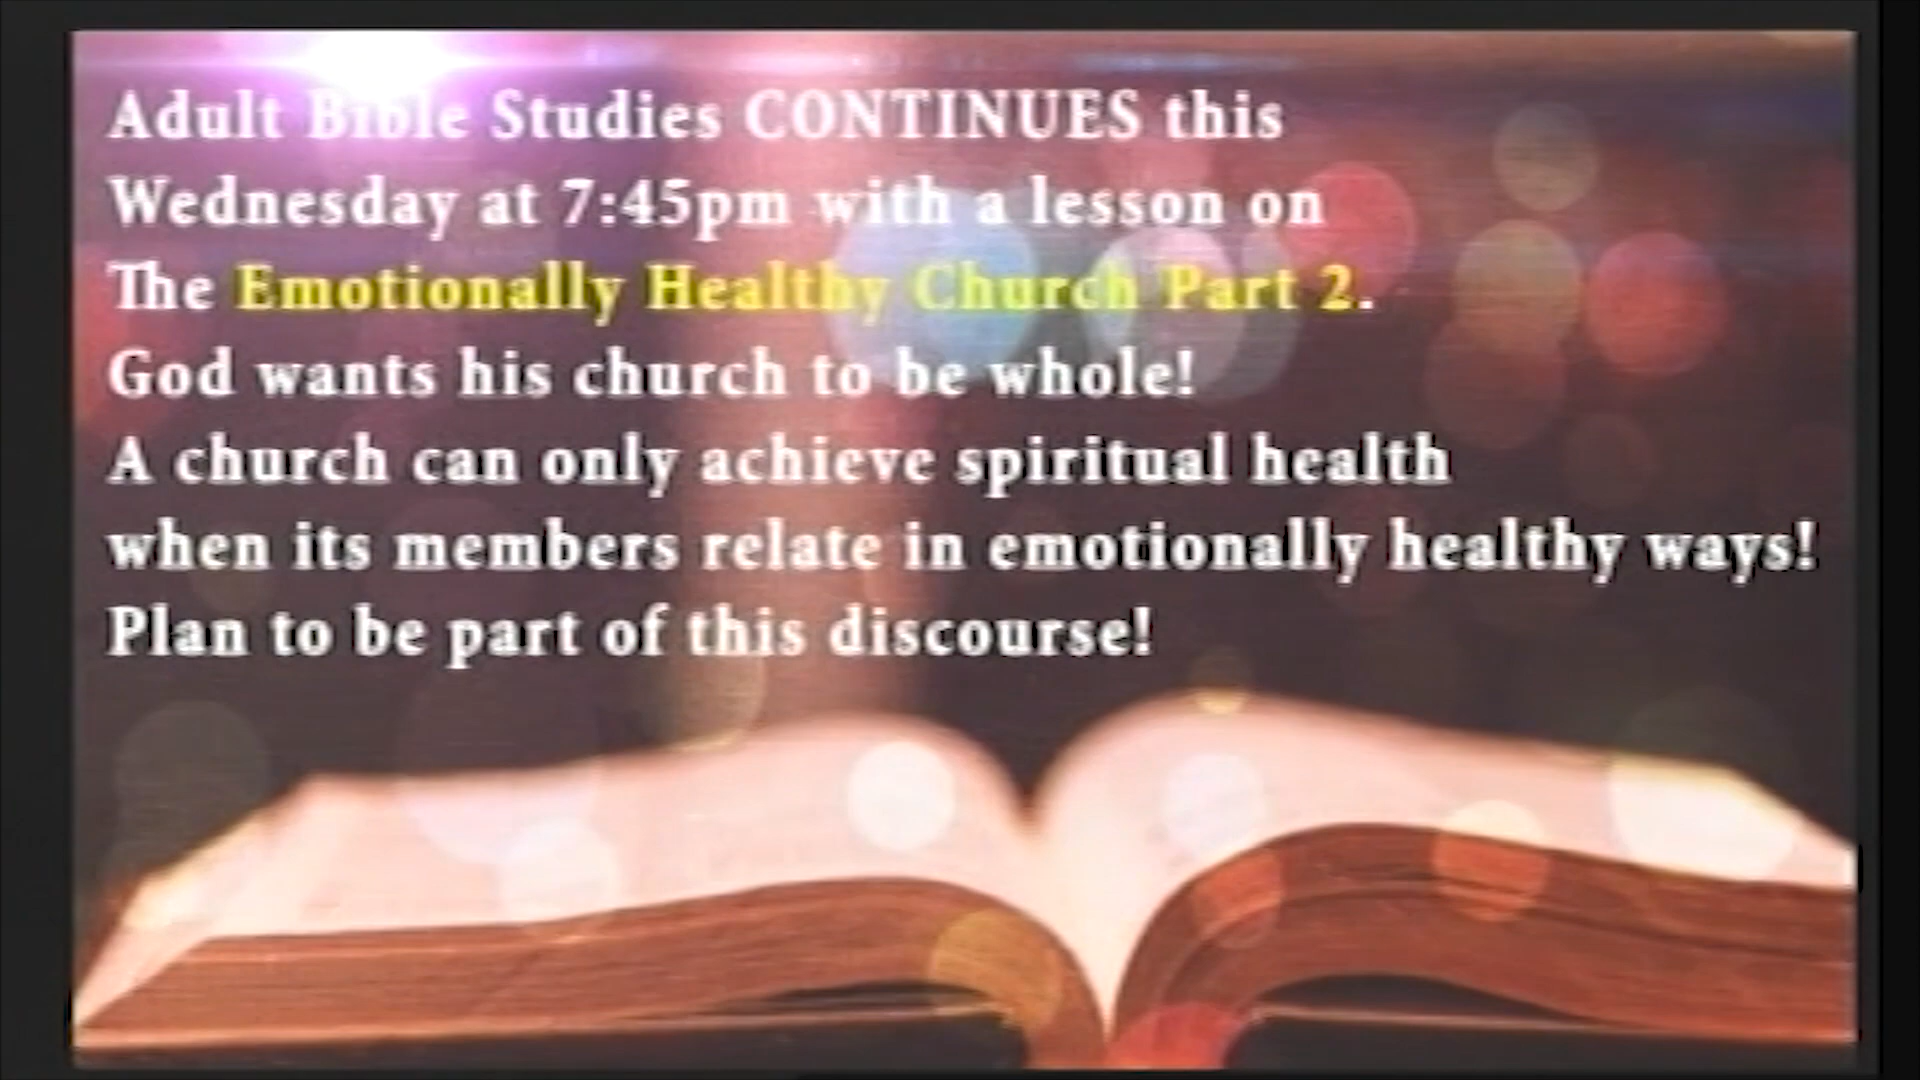 Adult Bible Studies CONTINUES this
Wednesday at 7:45pm with a lesson on
The Emotionally Healthy Church Part 2.
God wants his church to be whole!
A church can only achieve spiritual health
when its members relate in emotionally healthy ways!
Plan to be part of this discourse!